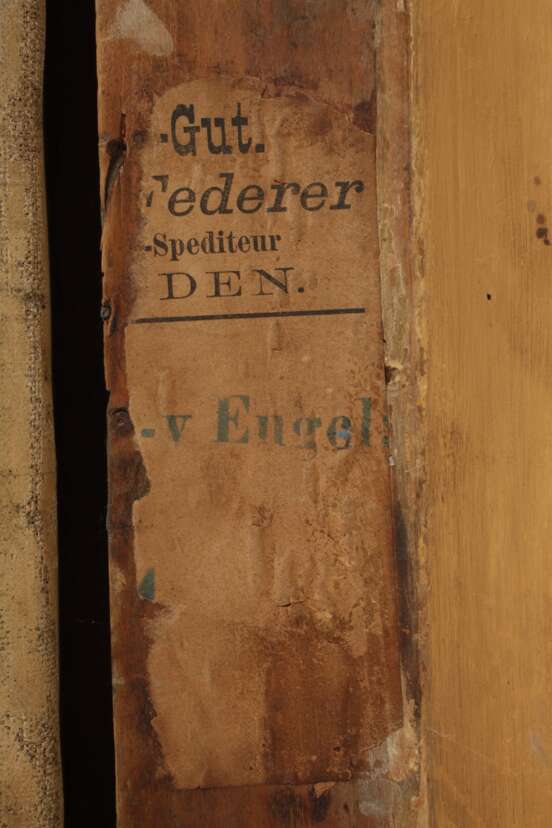 -Gut.
Federer
-Spediteur
DEN.
-v Engel